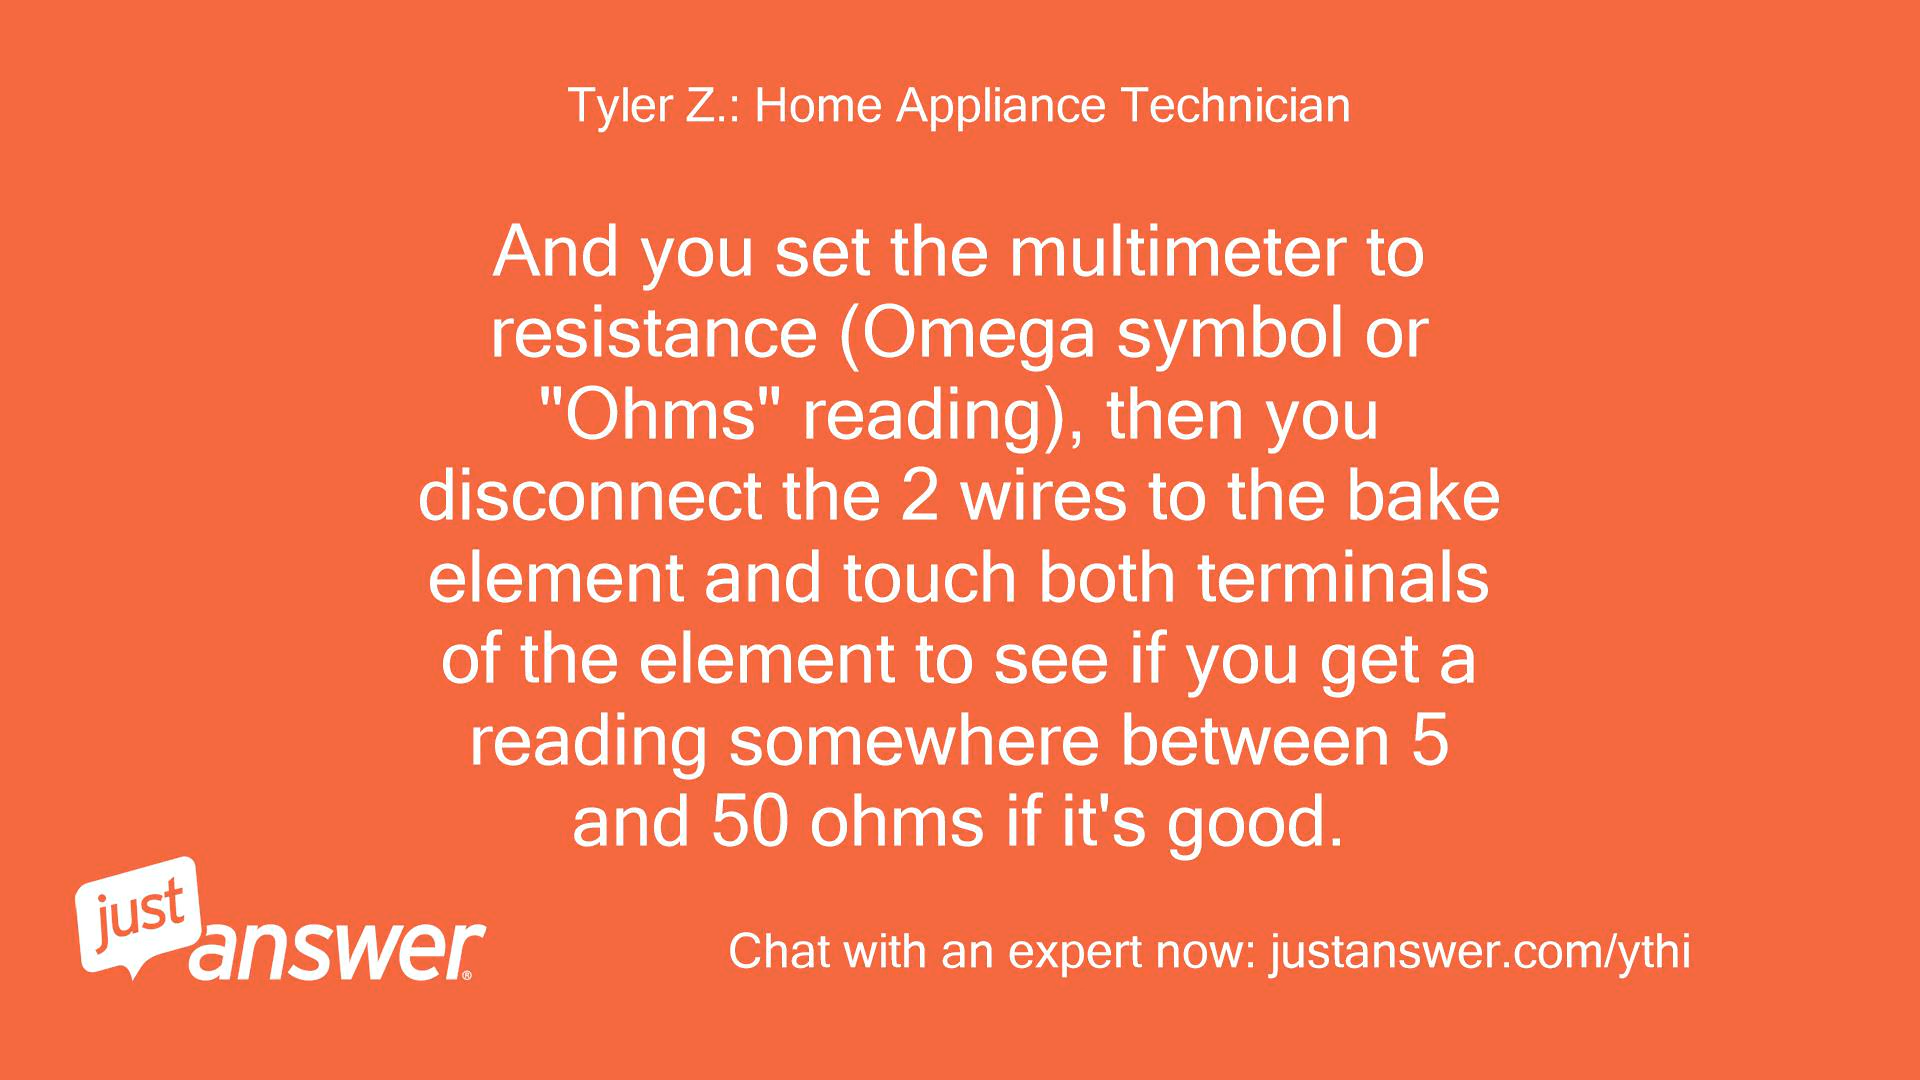 Tyler Z.: Home Appliance Technician
And you set the multimeter to
resistance (Omega symbol or
"Ohms" reading), then you
disconnect the 2 wires to the bake
element and touch both terminals
of the element to see if you get a
reading somewhere between 5
and 50 ohms if it's good.
just
answer®
Chat with an expert now: justanswer.com/ythi